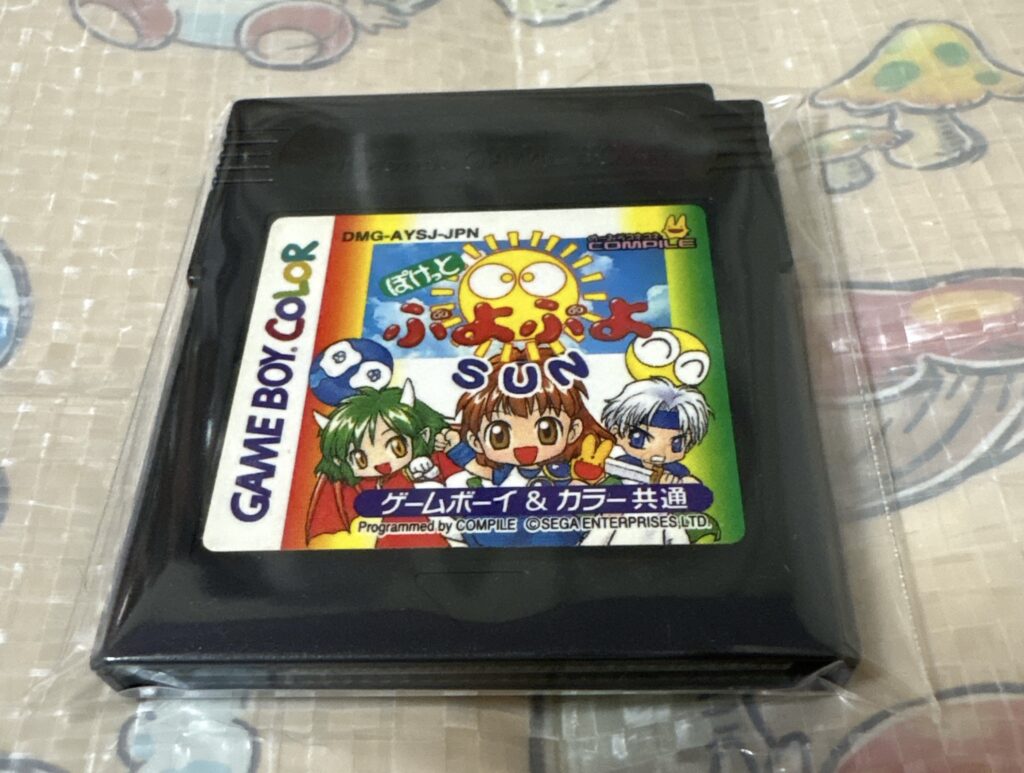 DMG-AYSJ-JPN
COMPILE
ぽけっと
ぷよぷよ
SUN
GAME BOY COLOR
ゲームボーイ & カラー共通
Programmed by COMPILE ©SEGA ENTERPRISES,LTD.